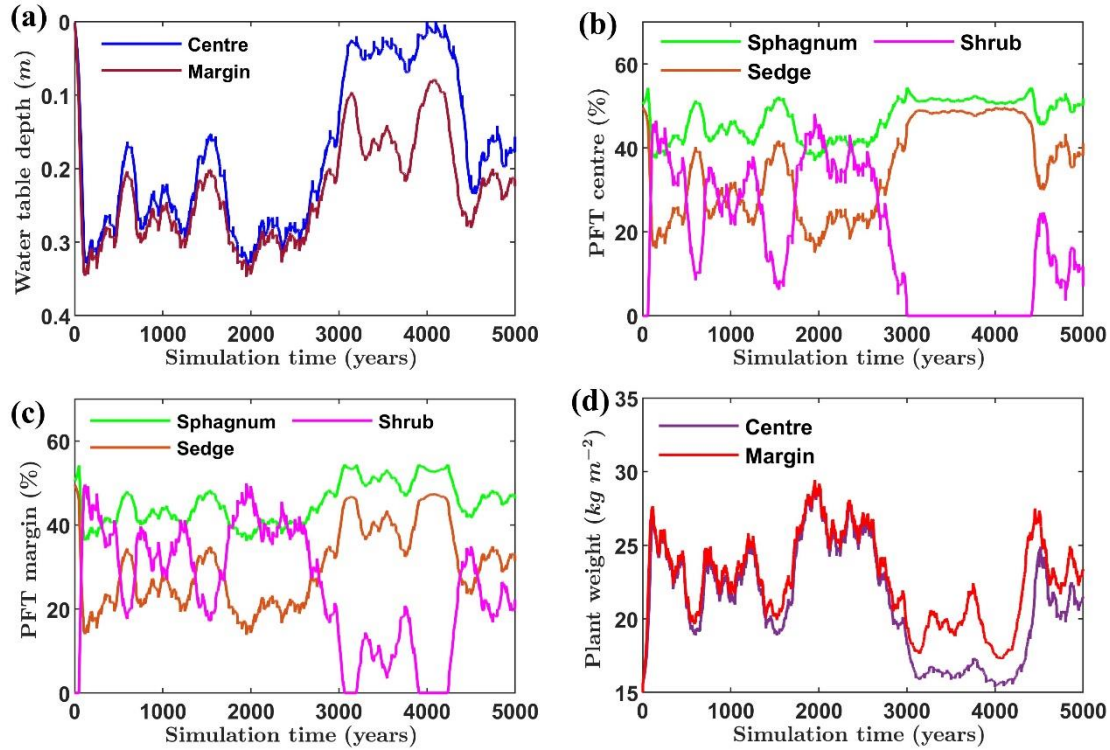 (a)
Centre
Margin
Water table depth (m)
0
0.1
0.2
0.3
0.4
0 1000 2000 3000 4000 5000
Simulation time (years)
(b)
Sphagnum Shrub
Sedge
PFT centre (%)
60
40
20
0
0 1000 2000 3000 4000 5000
Simulation time (years)
(c)
Sphagnum Shrub
Sedge
PFT margin (%)
60
40
20
0
0 1000 2000 3000 4000 5000
Simulation time (years)
(d)
Centre
Margin
Plant weight (kg m⁻²)
35
30
25
20
15
0 1000 2000 3000 4000 5000
Simulation time (years)